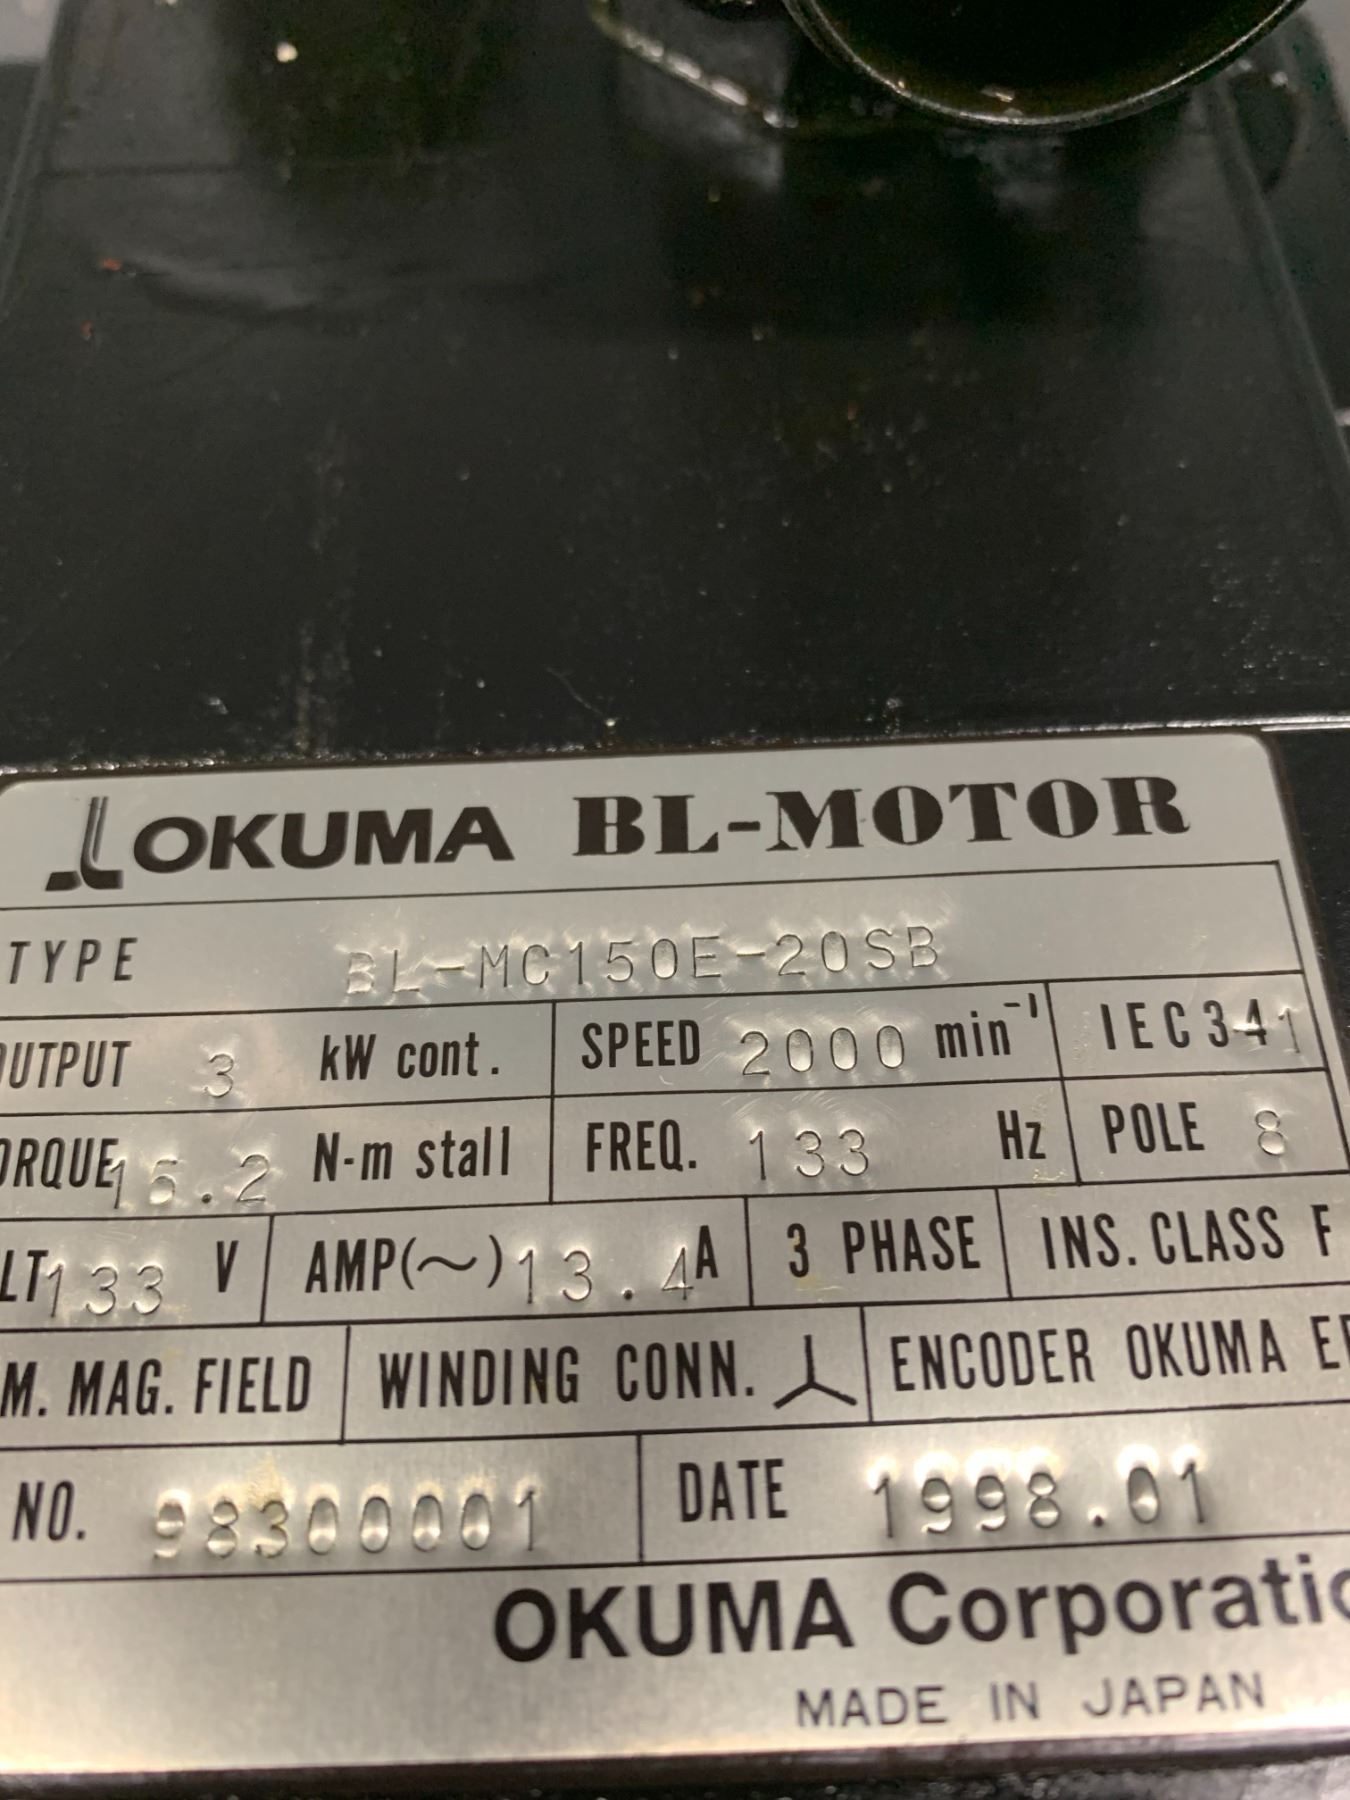 OKUMA BL-MOTOR
TYPE BL-MC150E-20SB
OUTPUT 3 kW cont. SPEED 2000 min⁻¹ IEC34-1
ORQUE 15.2 N-m stall FREQ. 133 Hz POLE 8
LT 133 V AMP(~) 13.4 A 3 PHASE INS. CLASS F
M. MAG. FIELD WINDING CONN. ENCODER OKUMA E
NO. 98300001 DATE 1998.01
OKUMA Corporatio
MADE IN JAPAN